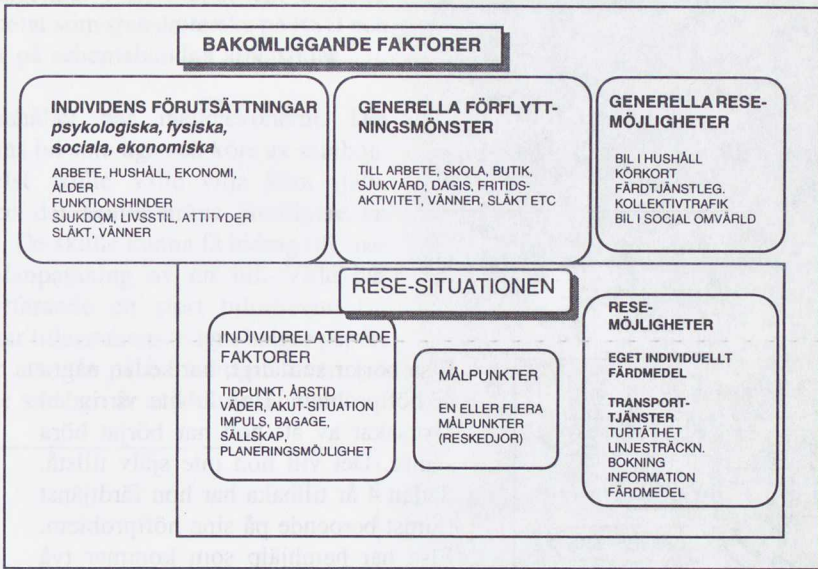 BAKOMLIGGANDE FAKTORER
INDIVIDENS FÖRUTSÄTTNINGAR
psykologiska, fysiska,
sociala, ekonomiska
ARBETE, HUSHÅLL, EKONOMI,
ÅLDER
FUNKTIONSHINDER
SJUKDOM, LIVSSTIL, ATTITYDER
SLÄKT, VÄNNER
GENERELLA FÖRFLYTT-
NINGSMÖNSTER
TILL ARBETE, SKOLA, BUTIK,
SJUKVÅRD, DAGIS, FRITIDS-
AKTIVITET, VÄNNER, SLÄKT ETC
GENERELLA RESE-
MÖJLIGHETER
BIL I HUSHÅLL
KÖRKORT
FÄRDTJÄNSTLEG.
KOLLEKTIVTRAFIK
BIL I SOCIAL OMVÄRLD
RESE-SITUATIONEN
INDIVIDRELATERADE
FAKTORER
TIDPUNKT, ÅRSTID
VÄDER, AKUT-SITUATION
IMPULS, BAGAGE,
SÄLLSKAP,
PLANERINGSMÖJLIGHET
MÅLPUNKTER
EN ELLER FLERA
MÅLPUNKTER
(RESKEDJOR)
RESE-
MÖJLIGHETER
EGET INDIVIDUELLT
FÄRDMEDEL
TRANSPORT-
TJÄNSTER
TURTÄTHET
LINJESTRÄCKN.
BOKNING
INFORMATION
FÄRDMEDEL